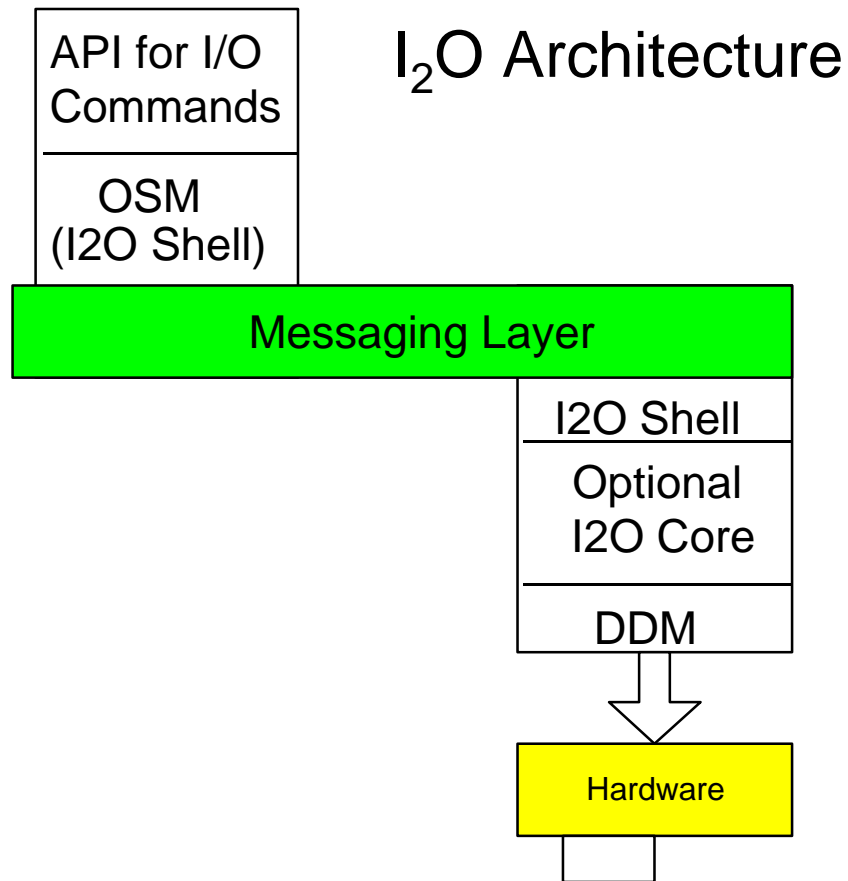 I₂O Architecture
API for I/O
Commands
OSM
(I2O Shell)
Messaging Layer
I2O Shell
Optional
I2O Core
DDM
Hardware